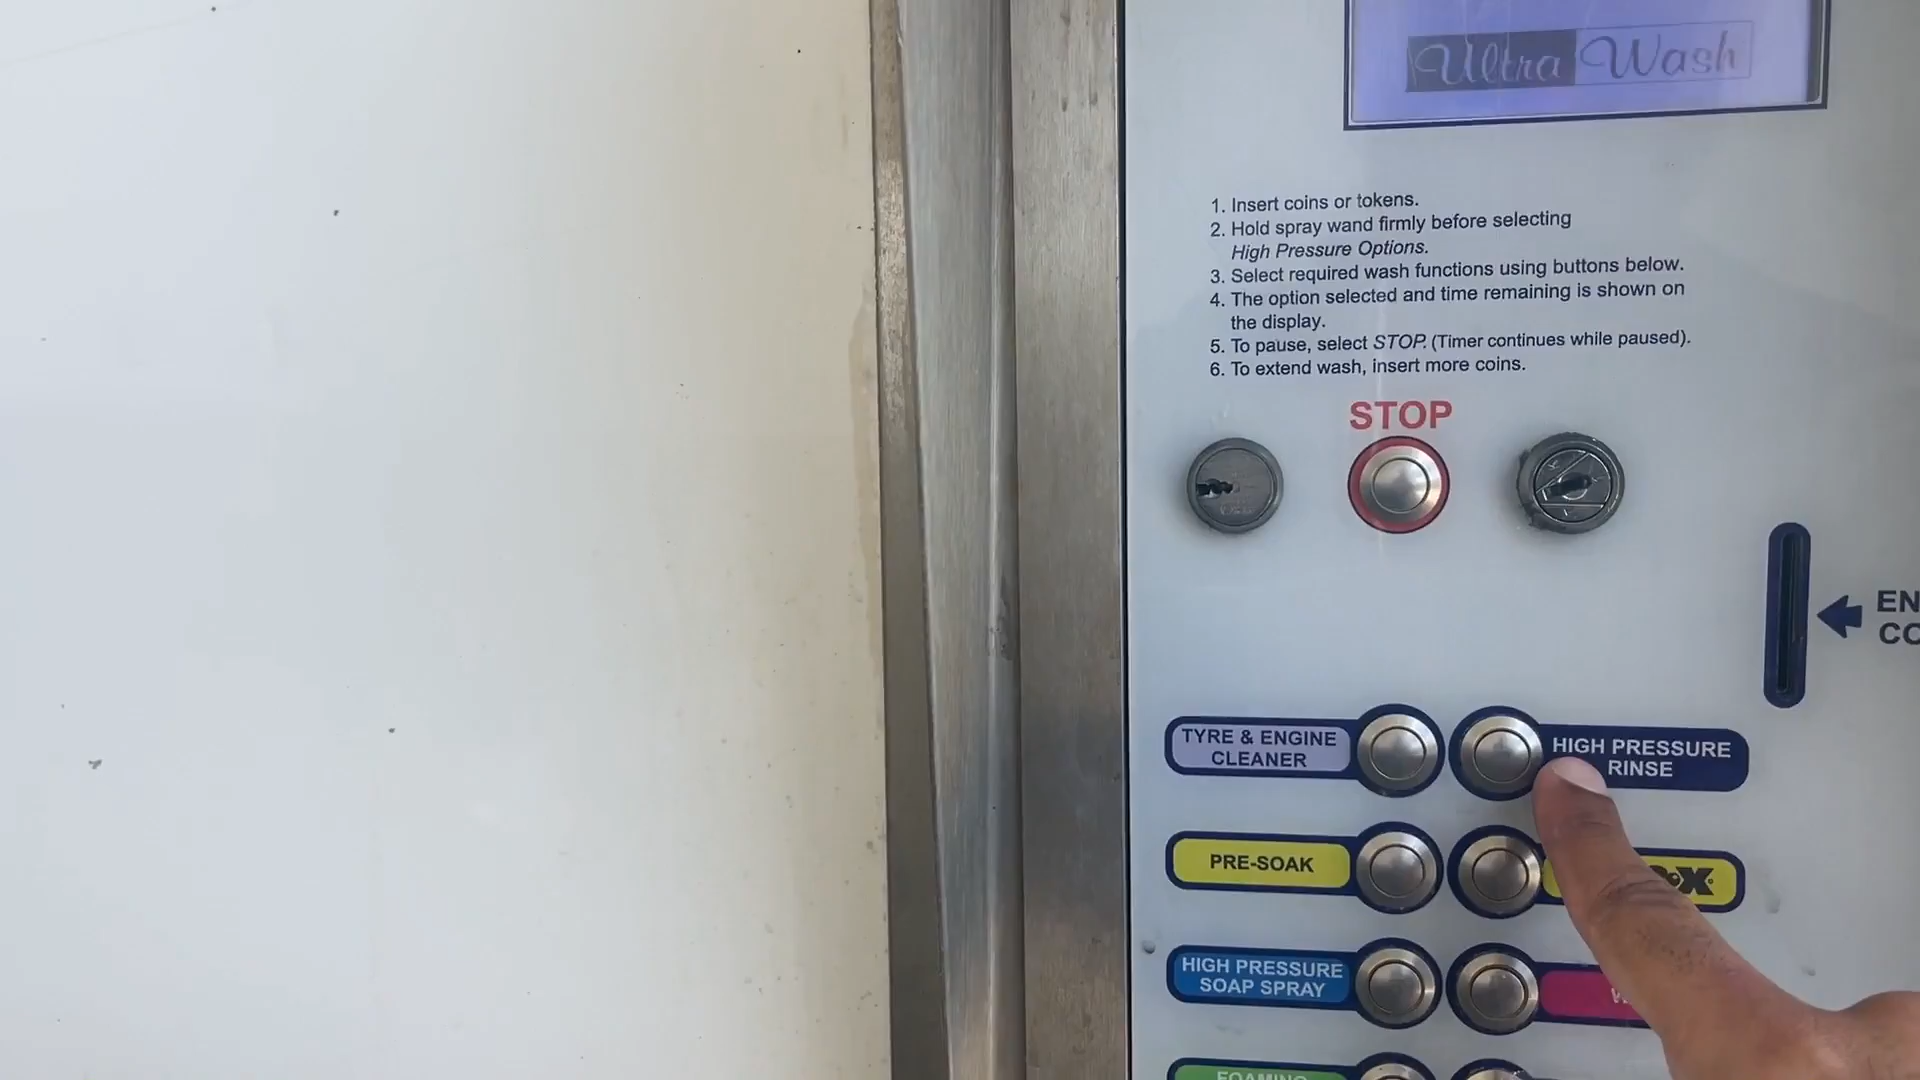 Ultra Wash
1. Insert coins or tokens.
2. Hold spray wand firmly before selecting
High Pressure Options.
3. Select required wash functions using buttons below.
4. The option selected and time remaining is shown on
the display.
5. To pause, select STOP. (Timer continues while paused).
6. To extend wash, insert more coins.
STOP
TYRE & ENGINE
CLEANER
HIGH PRESSURE
RINSE
PRE-SOAK
HIGH PRESSURE
SOAP SPRAY
FOAMING